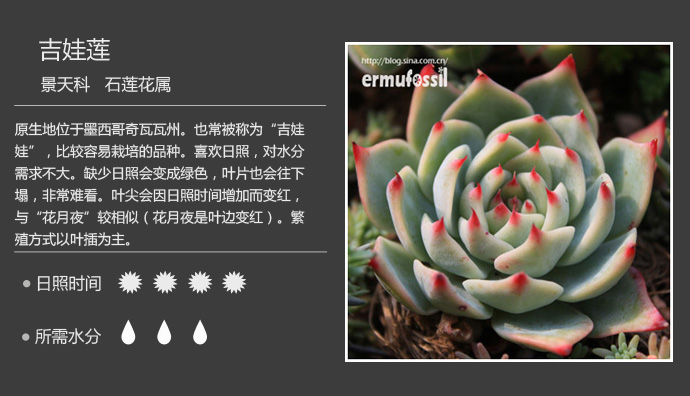 吉娃莲
景天科 石莲花属
原生地位于墨西哥奇瓦瓦州。也常被称为“吉娃
娃”，比较容易栽培的品种。喜欢日照，对水分
需求不大。缺少日照会变成绿色，叶片也会往下
塌，非常难看。叶尖会因日照时间增加而变红，
与“花月夜”较相似（花月夜是叶边变红）。繁
殖方式以叶插为主。
日照时间
所需水分
http://blog.sina.com.cn/
ermufossil